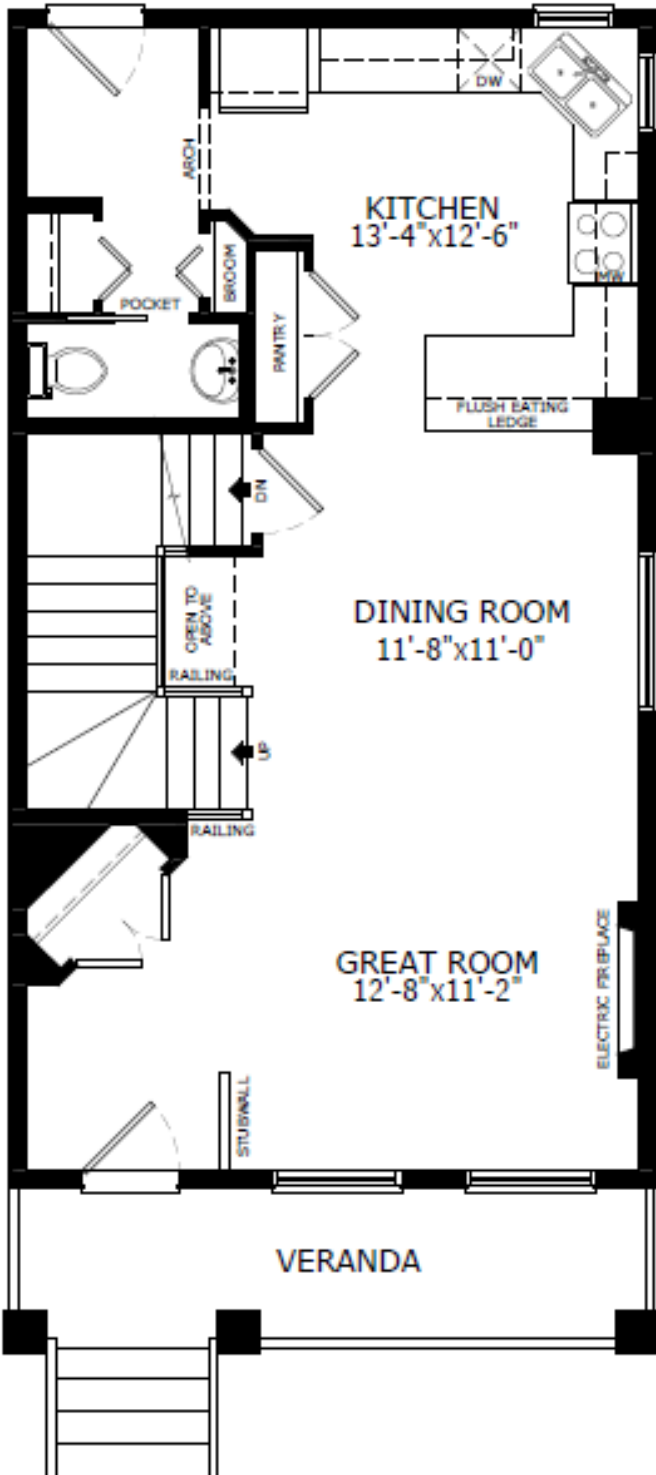 DW
ARCH
KITCHEN
13'-4"x12'-6"
BROOM
MW
POCKET
PANTRY
FLUSH EATING
LEDGE
DN
OPEN TO
ABOVE
DINING ROOM
11'-8"x11'-0"
RAILING
UP
RAILING
GREAT ROOM
12'-8"x11'-2"
ELECTRIC FIREPLACE
STUBWALL
VERANDA